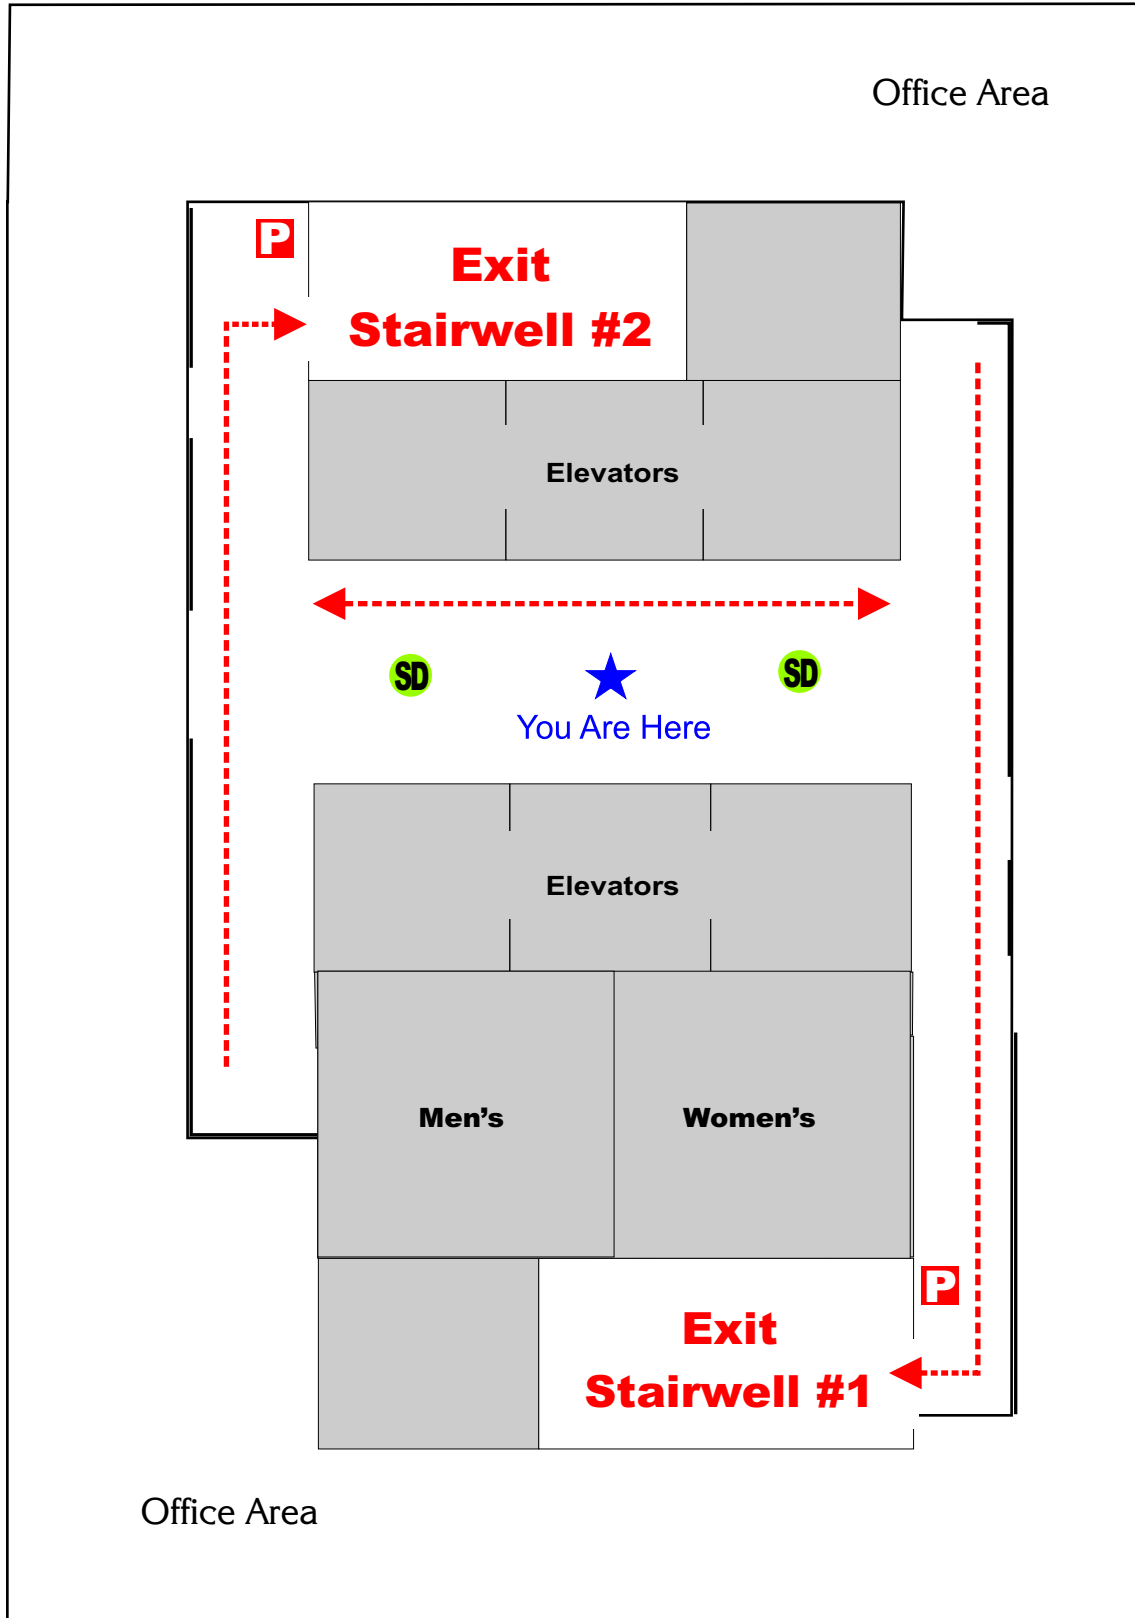 Office Area
P
Exit
Stairwell #2
Elevators
SD
SD
You Are Here
Elevators
Men’s
Women’s
P
Exit
Stairwell #1
Office Area